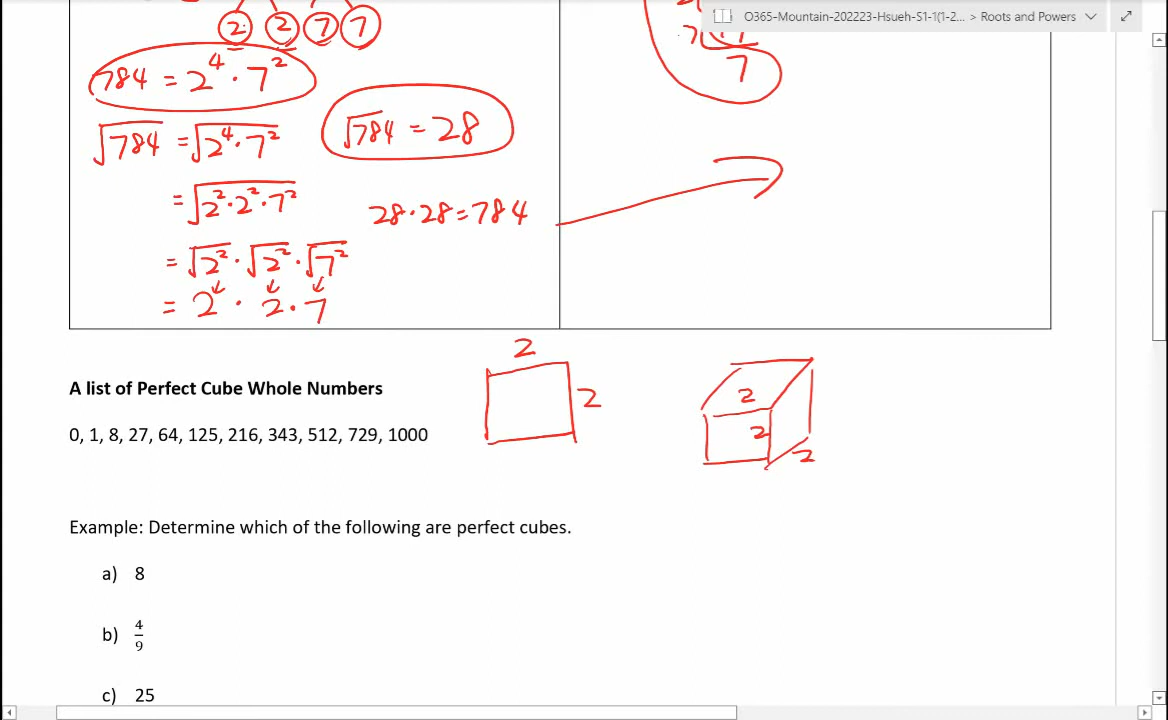 O365-Mountain-202223-Hsueh-S1-1(1-2... > Roots and Powers
2 2 7 7
7
7
784 = 2⁴ · 7²
√784 = √2⁴·7²
√784 = 28
= √2²·2²·7²
28·28=784
= √2² · √2² · √7²
= 2 · 2 · 7
2
2
2
2
2
A list of Perfect Cube Whole Numbers
0, 1, 8, 27, 64, 125, 216, 343, 512, 729, 1000
Example: Determine which of the following are perfect cubes.
a) 8
b) 4/9
c) 25